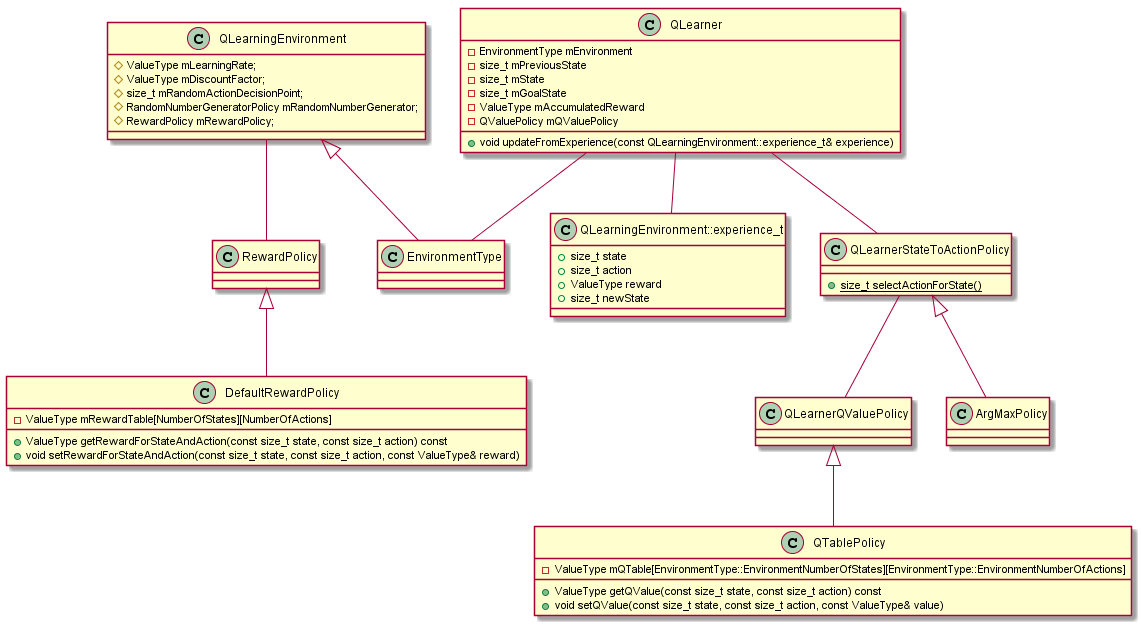 C QLearningEnvironment
ValueType mLearningRate;
ValueType mDiscountFactor;
size_t mRandomActionDecisionPoint;
RandomNumberGeneratorPolicy mRandomNumberGenerator;
RewardPolicy mRewardPolicy;
C QLearner
EnvironmentType mEnvironment
size_t mPreviousState
size_t mState
size_t mGoalState
ValueType mAccumulatedReward
QValuePolicy mQValuePolicy
void updateFromExperience(const QLearningEnvironment::experience_t& experience)
C RewardPolicy
C EnvironmentType
C QLearningEnvironment::experience_t
size_t state
size_t action
ValueType reward
size_t newState
C QLearnerStateToActionPolicy
size_t selectActionForState()
C DefaultRewardPolicy
ValueType mRewardTable[NumberOfStates][NumberOfActions]
ValueType getRewardForStateAndAction(const size_t state, const size_t action) const
void setRewardForStateAndAction(const size_t state, const size_t action, const ValueType& reward)
C QLearnerQValuePolicy
C ArgMaxPolicy
C QTablePolicy
ValueType mQTable[EnvironmentType::EnvironmentNumberOfStates][EnvironmentType::EnvironmentNumberOfActions]
ValueType getQValue(const size_t state, const size_t action) const
void setQValue(const size_t state, const size_t action, const ValueType& value)